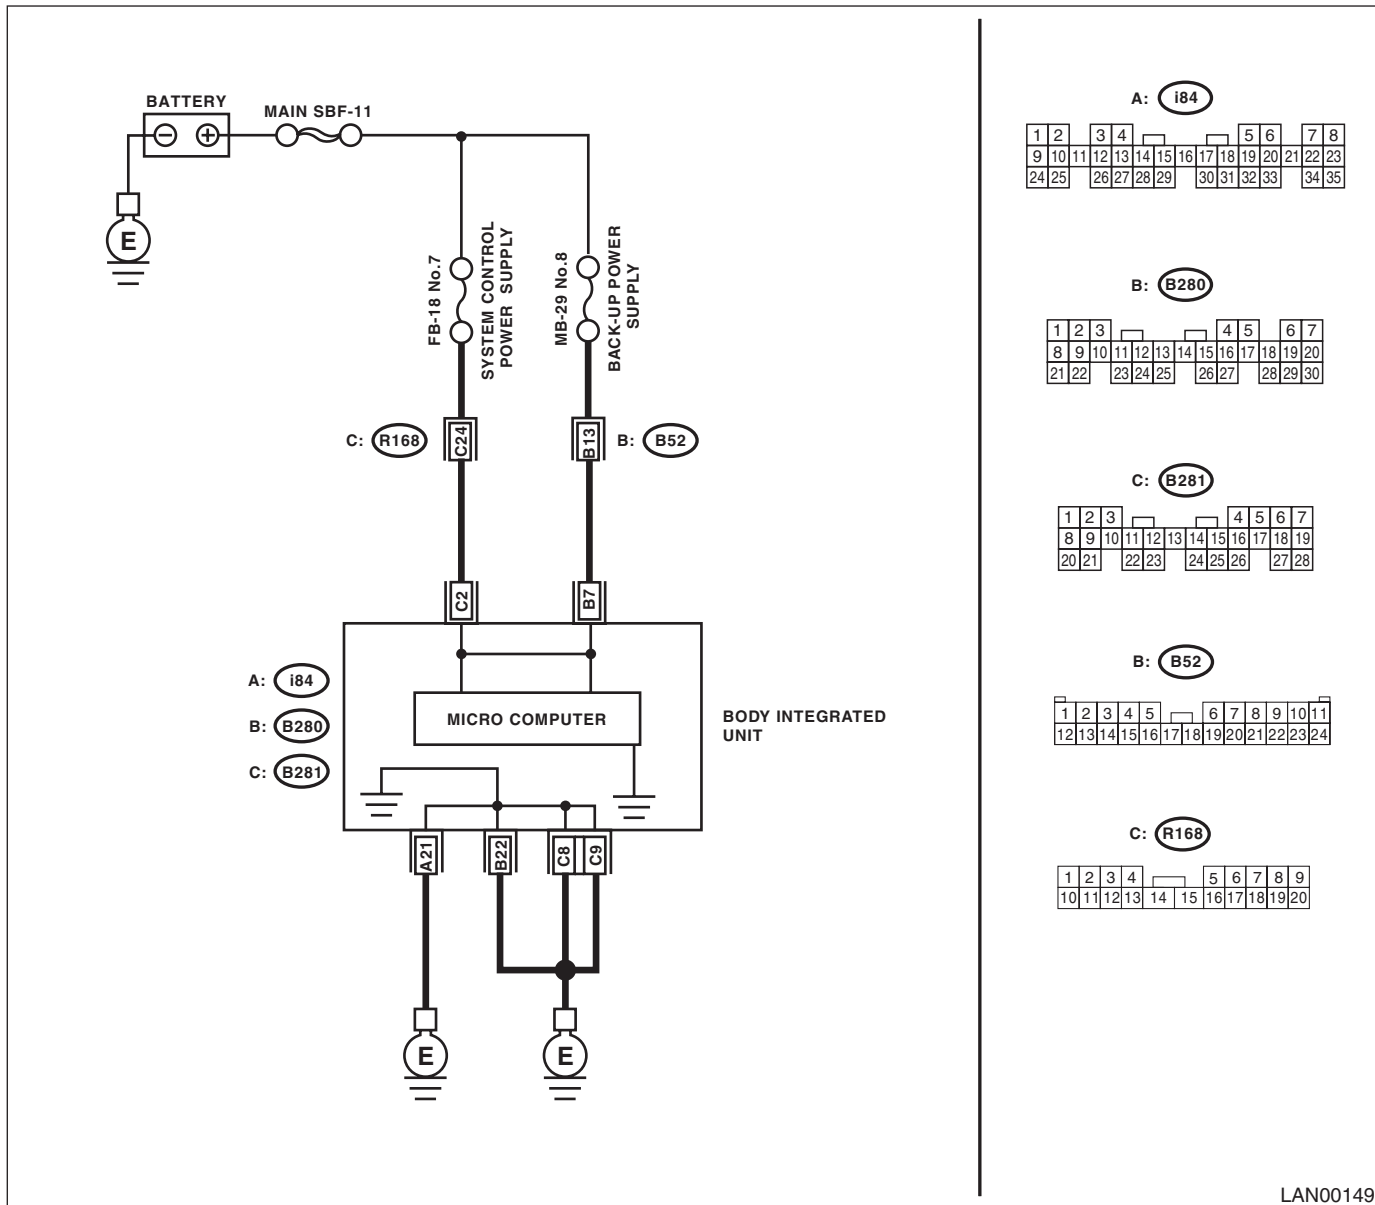 BATTERY
MAIN SBF-11
− +
E
FB-18 No.7
SYSTEM CONTROL
POWER SUPPLY
MB-29 No.8
BACK-UP POWER
SUPPLY
C: R168
C24
B13
B: B52
C2
B7
A: i84
B: B280
C: B281
MICRO COMPUTER
BODY INTEGRATED
UNIT
A21
B22
C8
C9
E
E
A: i84
1 2 3 4 5 6 7 8
9 10 11 12 13 14 15 16 17 18 19 20 21 22 23
24 25 26 27 28 29 30 31 32 33 34 35
B: B280
1 2 3 4 5 6 7
8 9 10 11 12 13 14 15 16 17 18 19 20
21 22 23 24 25 26 27 28 29 30
C: B281
1 2 3 4 5 6 7
8 9 10 11 12 13 14 15 16 17 18 19
20 21 22 23 24 25 26 27 28
B: B52
1 2 3 4 5 6 7 8 9 10 11
12 13 14 15 16 17 18 19 20 21 22 23 24
C: R168
1 2 3 4 5 6 7 8 9
10 11 12 13 14 15 16 17 18 19 20
LAN00149